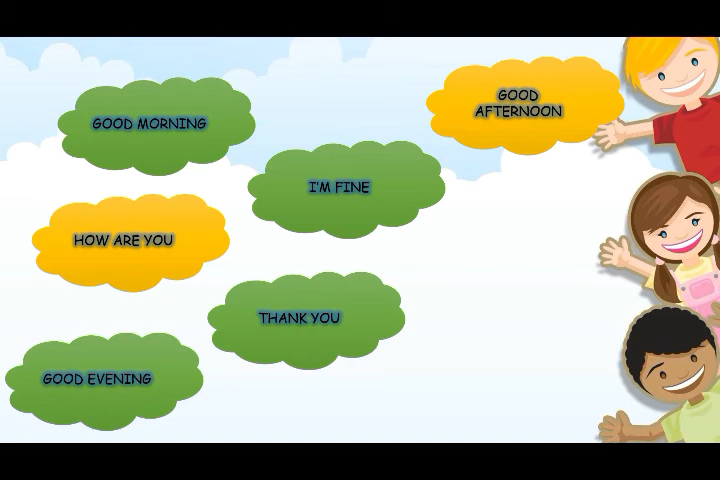 GOOD MORNING
GOOD
AFTERNOON
I'M FINE
HOW ARE YOU
THANK YOU
GOOD EVENING